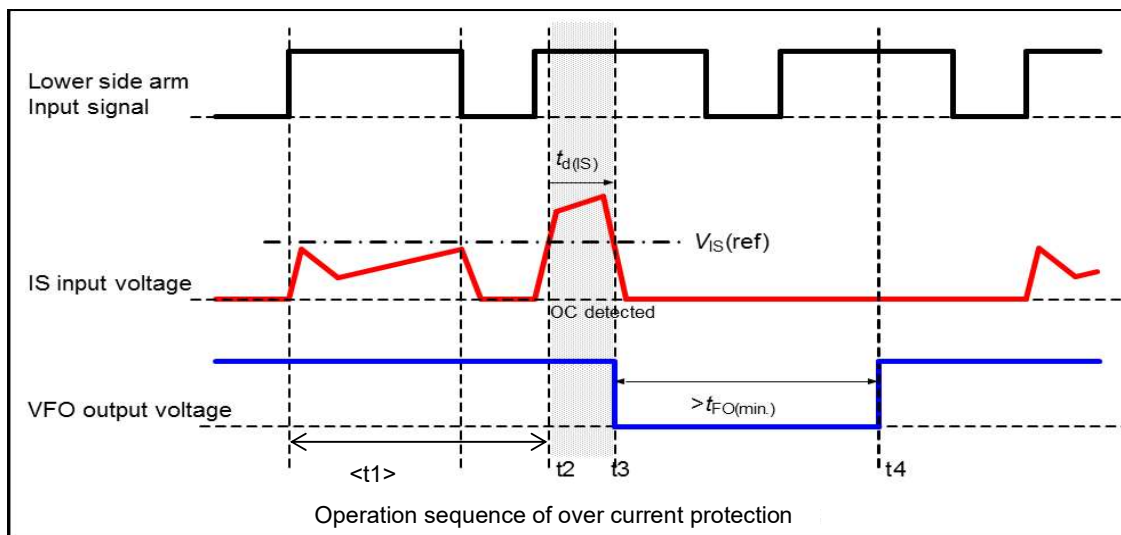 Lower side arm
Input signal
td(IS)
VIS(ref)
IS input voltage
OC detected
VFO output voltage
>tFO(min.)
<t1>
t2
t3
t4
Operation sequence of over current protection